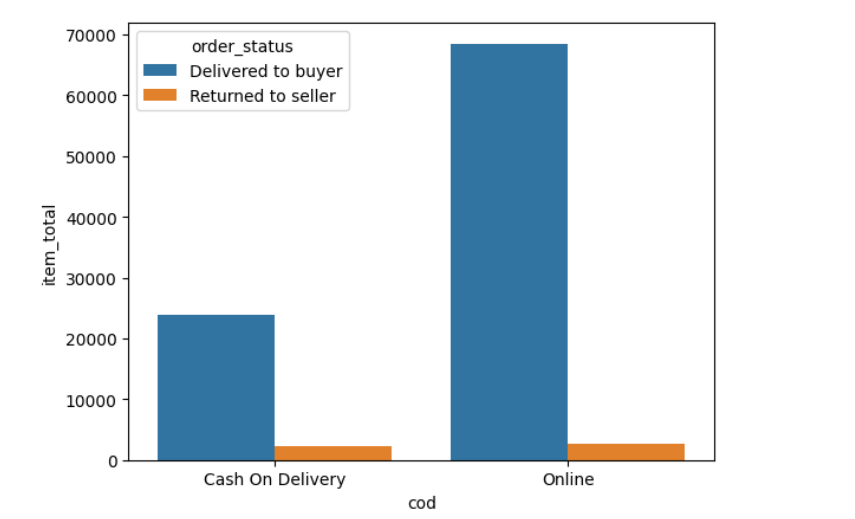 order_status
Delivered to buyer
Returned to seller
70000
60000
50000
40000
30000
20000
10000
0
item_total
Cash On Delivery
Online
cod